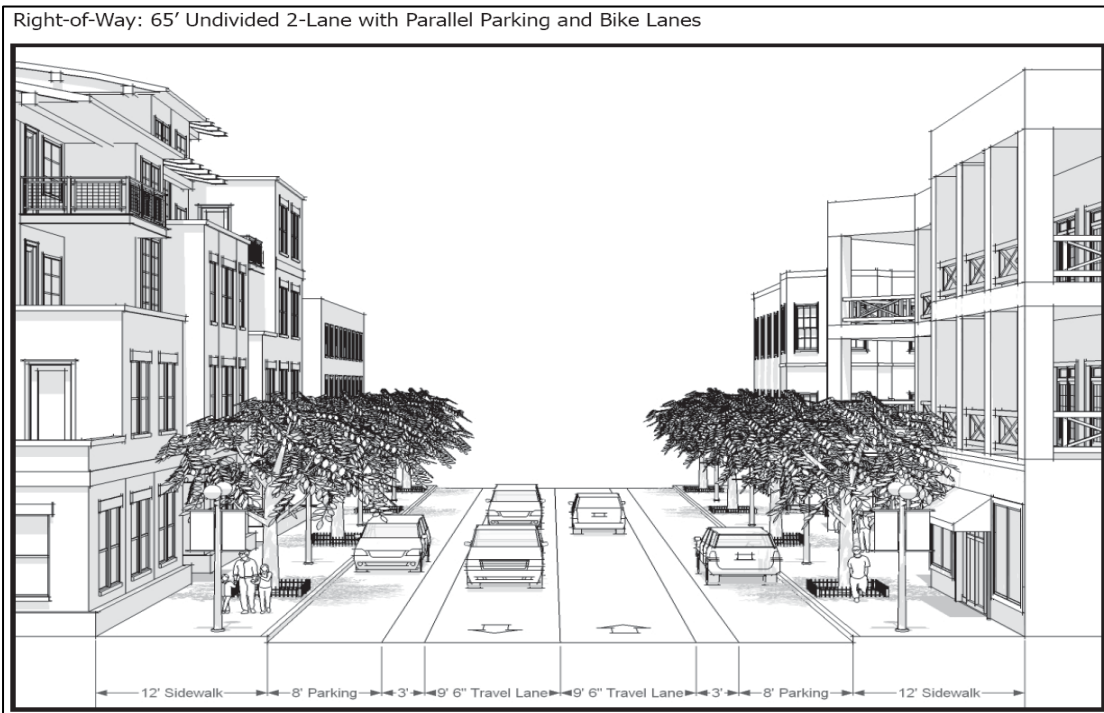 Right-of-Way: 65’ Undivided 2-Lane with Parallel Parking and Bike Lanes
12' Sidewalk 8' Parking 3' 9' 6" Travel Lane 9' 6" Travel Lane 3' 8' Parking 12' Sidewalk